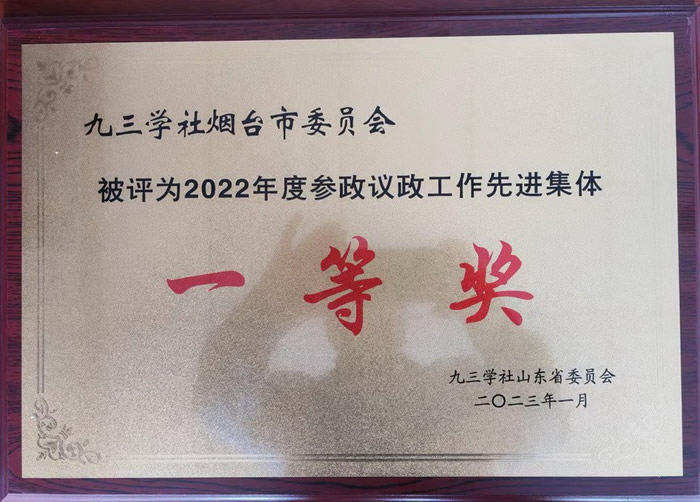 九三学社烟台市委员会
被评为2022年度参政议政工作先进集体
一等奖
九三学社山东省委员会
二〇二三年一月